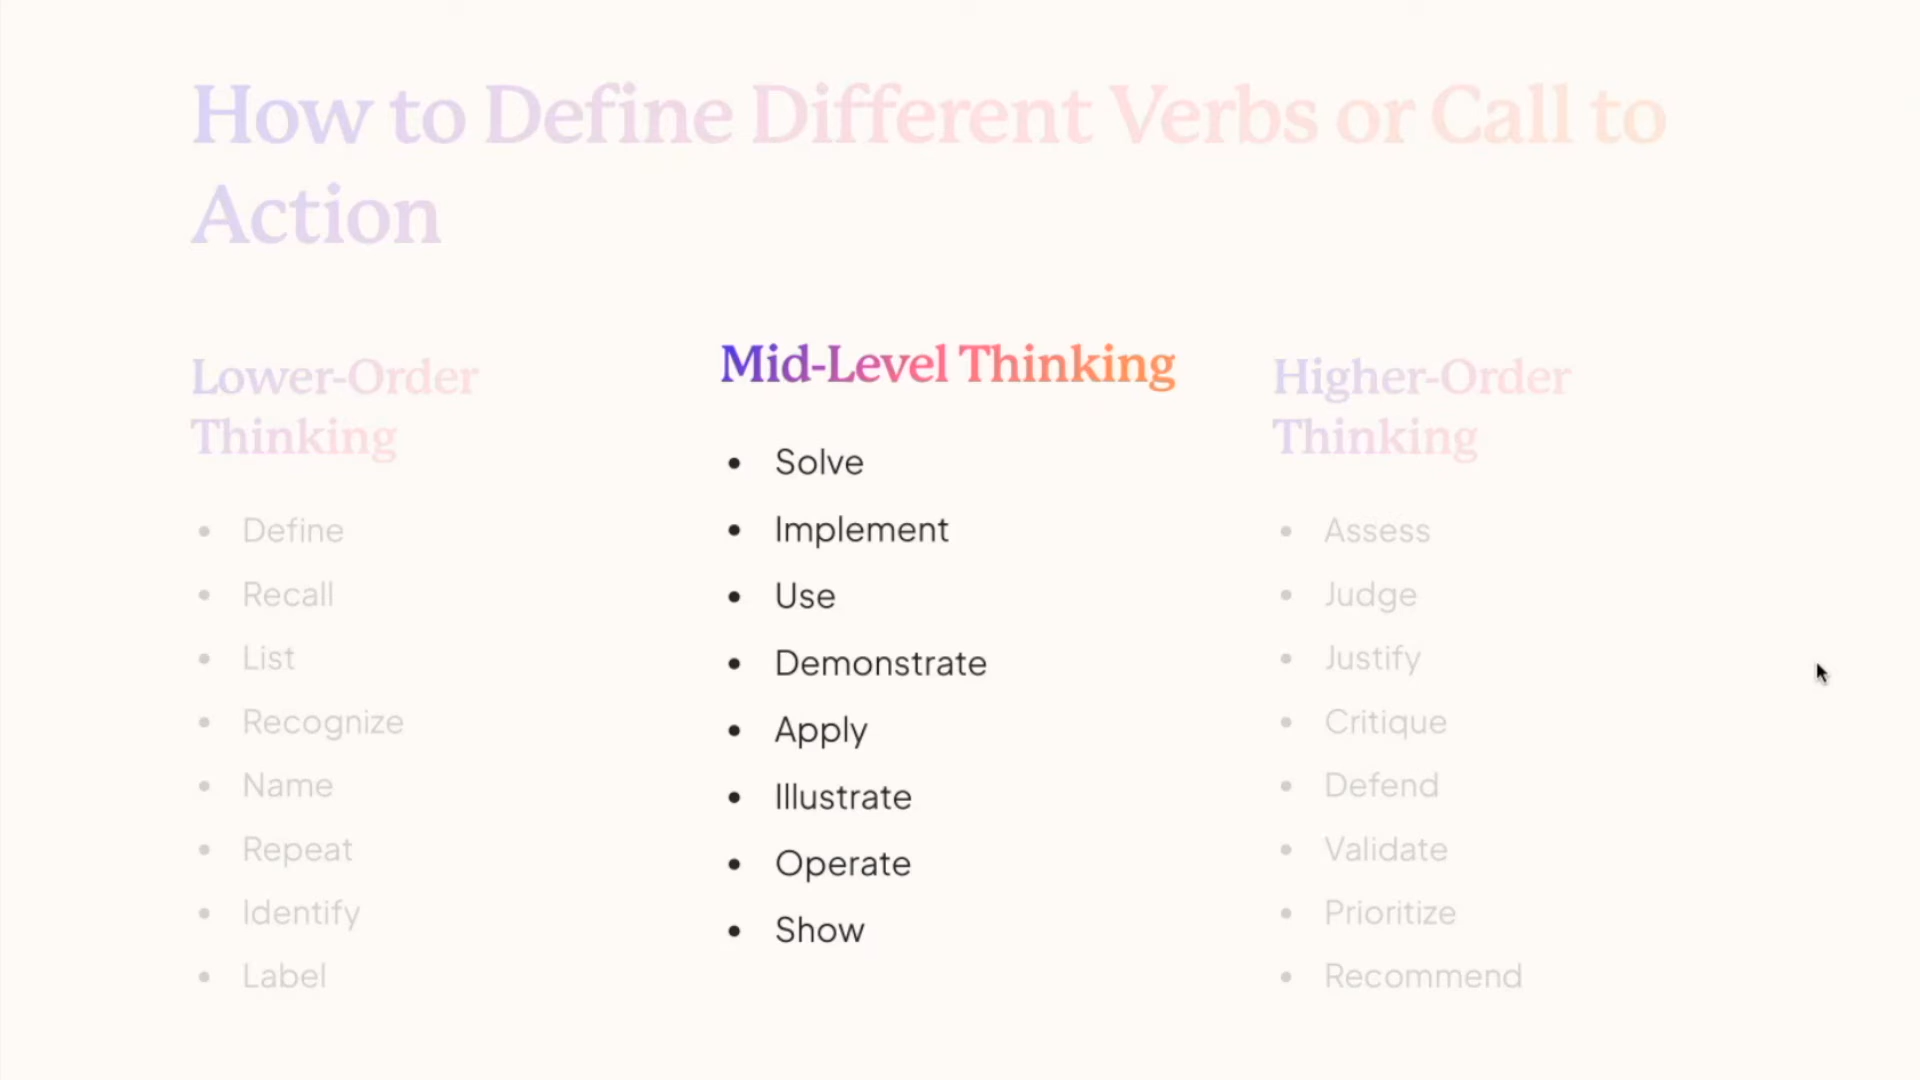 How to Define Different Verbs or Call to
Action
Lower-Order
Thinking
• Define
• Recall
• List
• Recognize
• Name
• Repeat
• Identify
• Label
Mid-Level Thinking
• Solve
• Implement
• Use
• Demonstrate
• Apply
• Illustrate
• Operate
• Show
Higher-Order
Thinking
• Assess
• Judge
• Justify
• Critique
• Defend
• Validate
• Prioritize
• Recommend